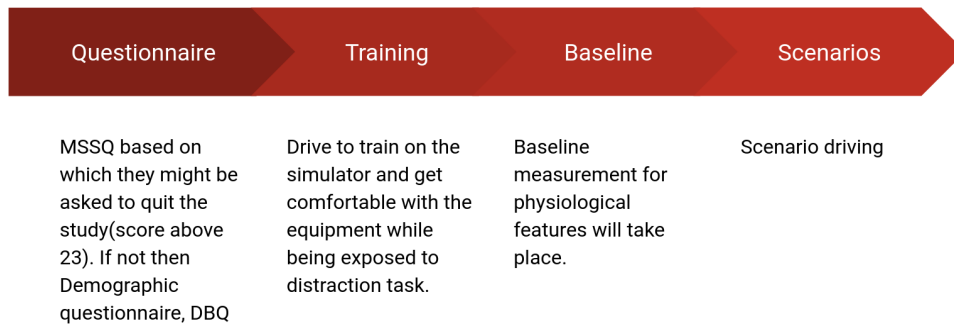 Questionnaire
Training
Baseline
Scenarios
MSSQ based on
which they might be
asked to quit the
study(score above
23). If not then
Demographic
questionnaire, DBQ
Drive to train on the
simulator and get
comfortable with the
equipment while
being exposed to
distraction task.
Baseline
measurement for
physiological
features will take
place.
Scenario driving